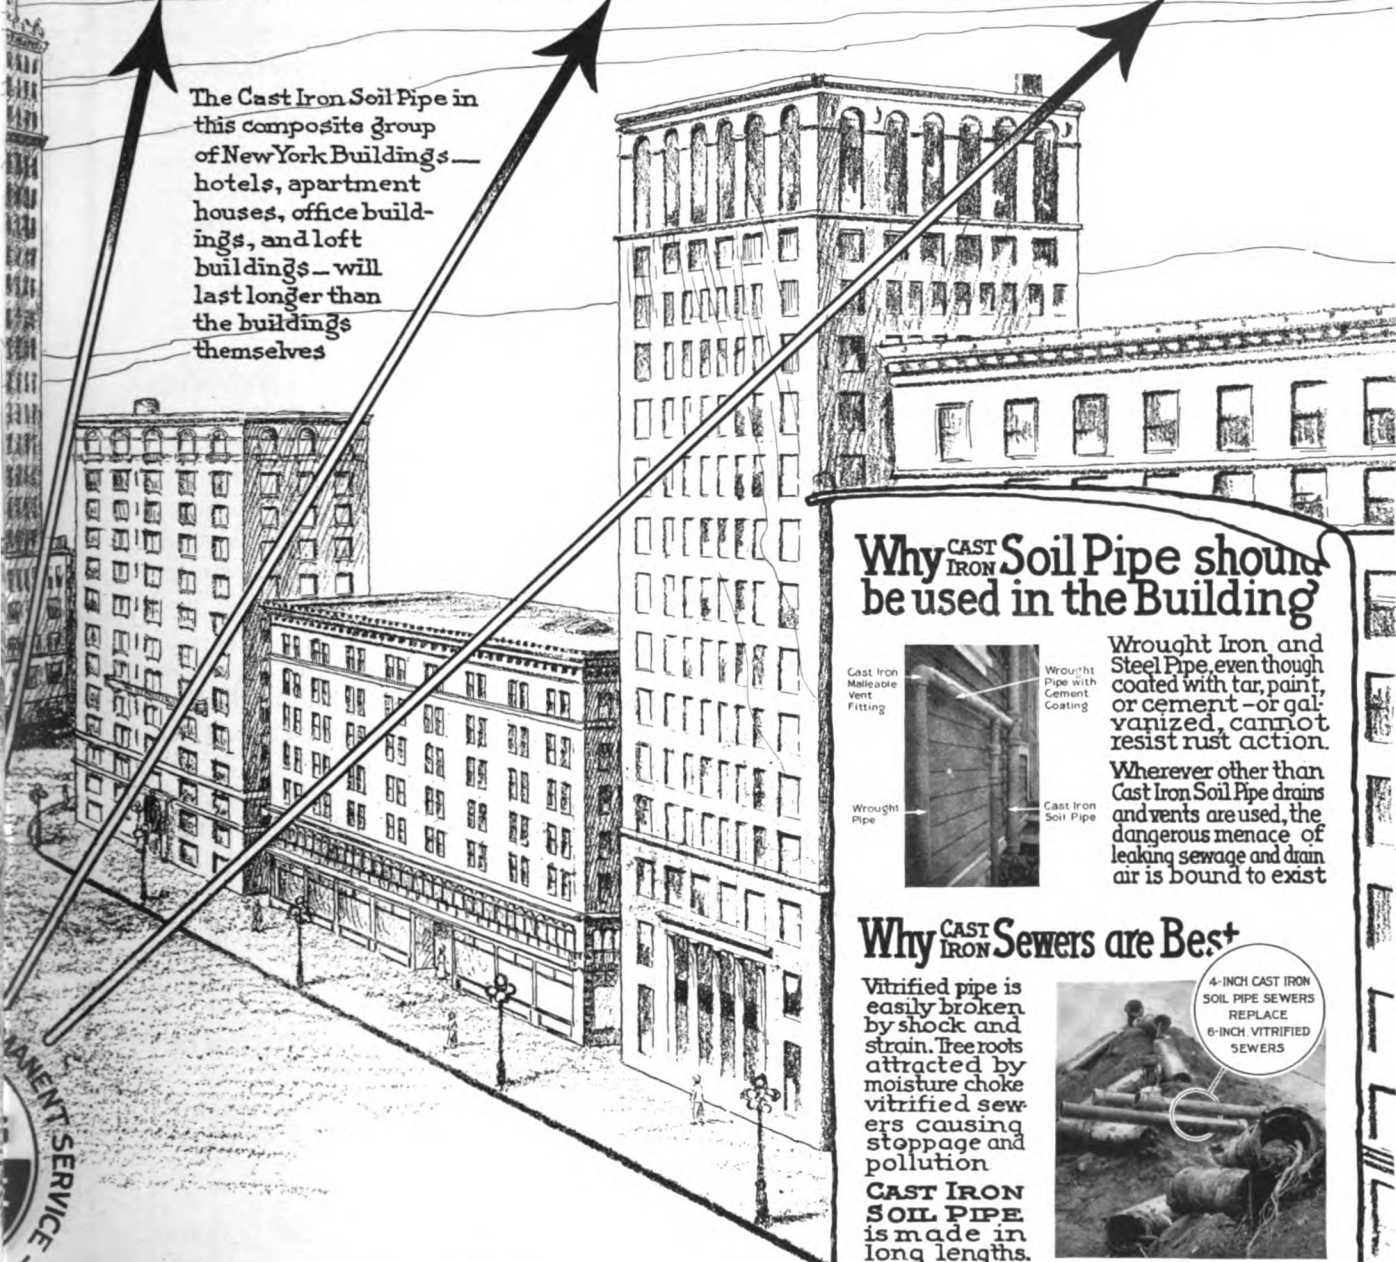 The Cast Iron Soil Pipe in
this composite group
of New York Buildings—
hotels, apartment
houses, office build-
ings, and loft
buildings—will
last longer than
the buildings
themselves
Why CAST IRON Soil Pipe should
be used in the Building
Cast Iron
Malleable
Vent
Fitting
Wrought
Pipe with
Cement
Coating
Wrought
Pipe
Cast Iron
Soil Pipe
Wrought Iron and
Steel Pipe, even though
coated with tar, paint,
or cement—or gal-
vanized, cannot
resist rust action.
Wherever other than
Cast Iron Soil Pipe drains
and vents are used, the
dangerous menace of
leaking sewage and drain
air is bound to exist
Why CAST IRON Sewers are Best
Vitrified pipe is
easily broken
by shock and
strain. Tree roots
attracted by
moisture choke
vitrified sew-
ers causing
stoppage and
pollution
CAST IRON
SOIL PIPE
is made in
long lengths.
4-INCH CAST IRON
SOIL PIPE SEWERS
REPLACE
6-INCH VITRIFIED
SEWERS
MANENT SERVICE